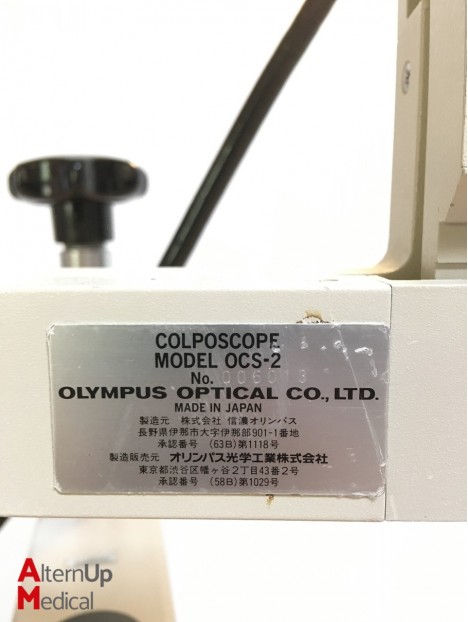 COLPOSCOPE
MODEL OCS-2
No. 006013
OLYMPUS OPTICAL CO., LTD.
MADE IN JAPAN
製造元 株式会社 信濃オリンパス
長野県伊那市大字伊那部901-1番地
承認番号 (63B)第1118号
製造販売元 オリンパス光学工業株式会社
東京都渋谷区幡ヶ谷2丁目43番2号
承認番号 (58B)第1029号
AlternUp
Medical